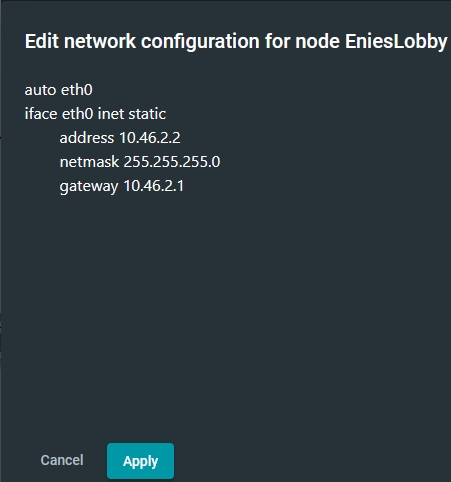 Edit network configuration for node EniesLobby
auto eth0
iface eth0 inet static
address 10.46.2.2
netmask 255.255.255.0
gateway 10.46.2.1
Cancel
Apply